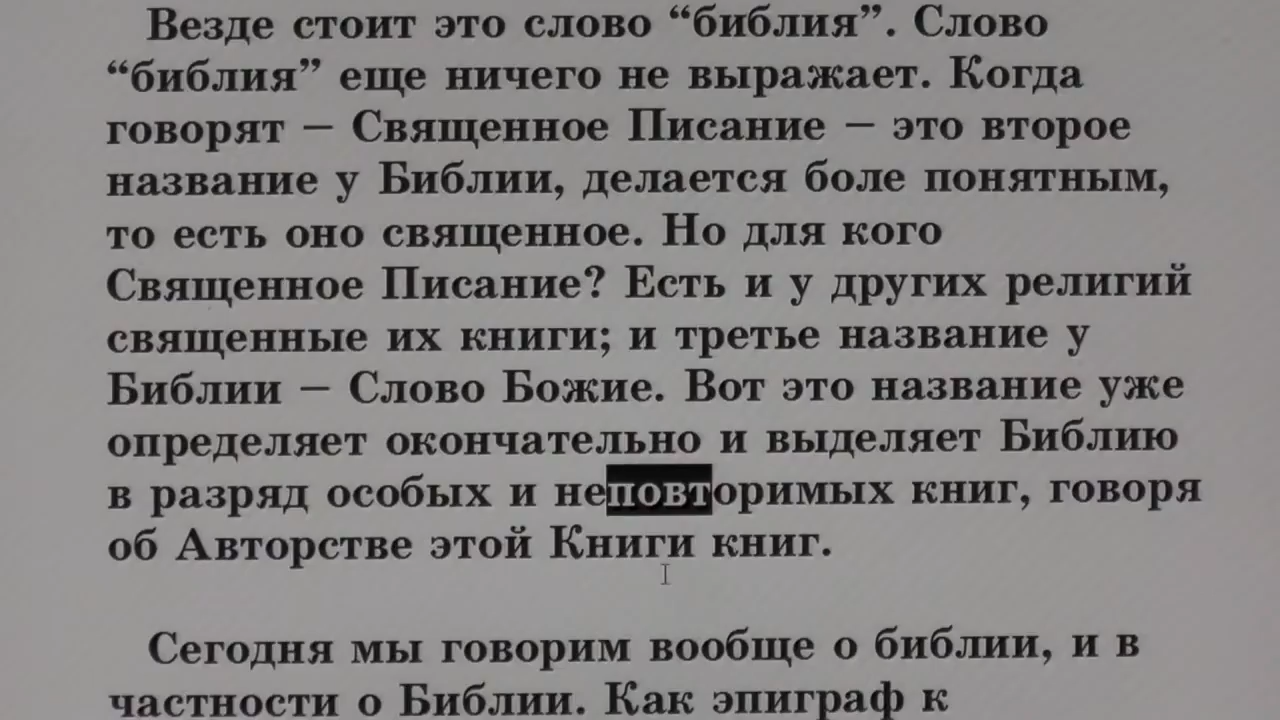 Везде стоит это слово “библия”. Слово
“библия” еще ничего не выражает. Когда
говорят – Священное Писание – это второе
название у Библии, делается боле понятным,
то есть оно священное. Но для кого
Священное Писание? Есть и у других религий
священные их книги; и третье название у
Библии – Слово Божие. Вот это название уже
определяет окончательно и выделяет Библию
в разряд особых и неповторимых книг, говоря
об Авторстве этой Книги книг.
Сегодня мы говорим вообще о библии, и в
частности о Библии. Как эпиграф к